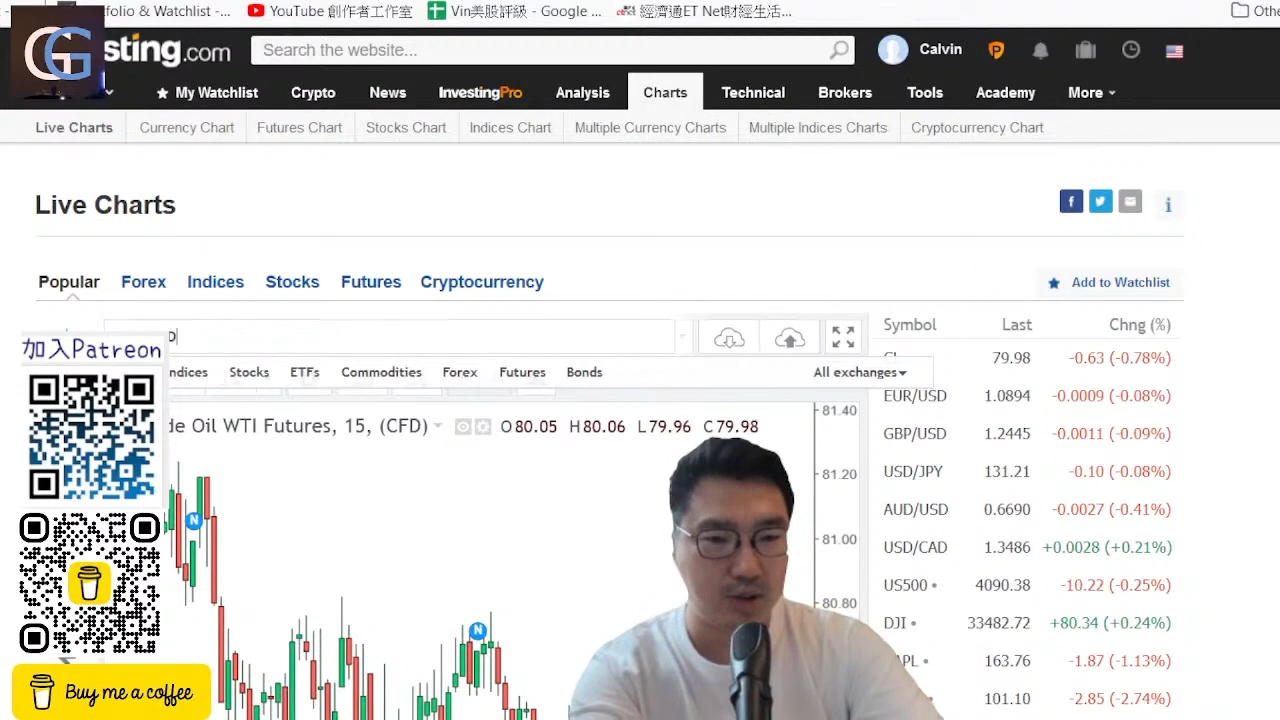 folio & Watchlist -...
YouTube 創作者工作室
Vin美股評級 - Google ...
經濟通ET Net財經生活...
Othe
GG
sting.com
Search the website...
Calvin
My Watchlist
Crypto
News
InvestingPro
Analysis
Charts
Technical
Brokers
Tools
Academy
More
Live Charts
Currency Chart
Futures Chart
Stocks Chart
Indices Chart
Multiple Currency Charts
Multiple Indices Charts
Cryptocurrency Chart
Live Charts
Popular
Forex
Indices
Stocks
Futures
Cryptocurrency
Add to Watchlist
Symbol Last Chng (%)
加入Patreon
ndices
Stocks
ETFs
Commodities
Forex
Futures
Bonds
All exchanges
79.98 -0.63 (-0.78%)
EUR/USD 1.0894 -0.0009 (-0.08%)
GBP/USD 1.2445 -0.0011 (-0.09%)
USD/JPY 131.21 -0.10 (-0.08%)
AUD/USD 0.6690 -0.0027 (-0.41%)
USD/CAD 1.3486 +0.0028 (+0.21%)
US500 4090.38 -10.22 (-0.25%)
DJI 33482.72 +80.34 (+0.24%)
APL 163.76 -1.87 (-1.13%)
101.10 -2.85 (-2.74%)
de Oil WTI Futures, 15, (CFD)
O80.05 H80.06 L79.96 C79.98
81.40
81.20
81.00
80.80
N
N
Buy me a coffee